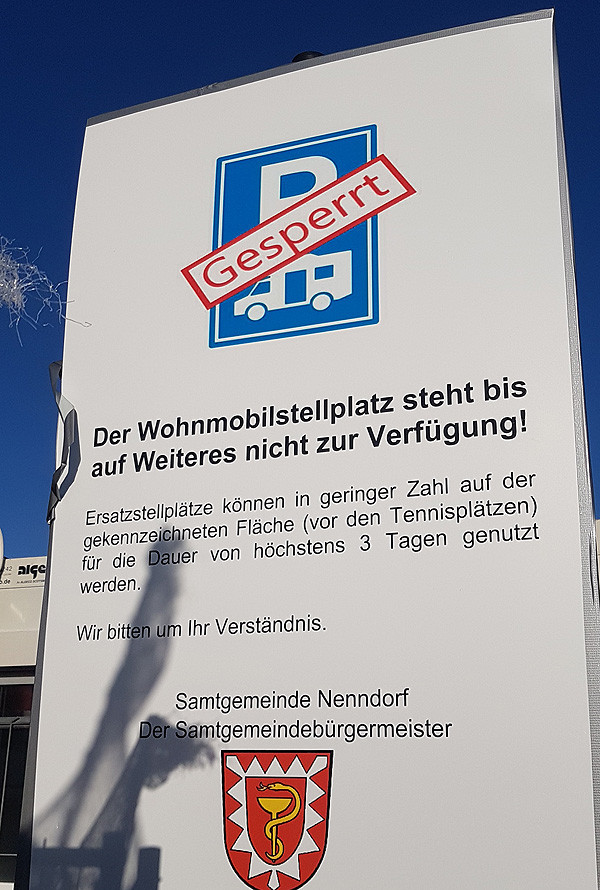 P
Gesperrt
Der Wohnmobilstellplatz steht bis
auf Weiteres nicht zur Verfügung!
Ersatzstellplätze können in geringer Zahl auf der
gekennzeichneten Fläche (vor den Tennisplätzen)
für die Dauer von höchstens 3 Tagen genutzt
werden.
Wir bitten um Ihr Verständnis.
Samtgemeinde Nenndorf
Der Samtgemeindebürgermeister